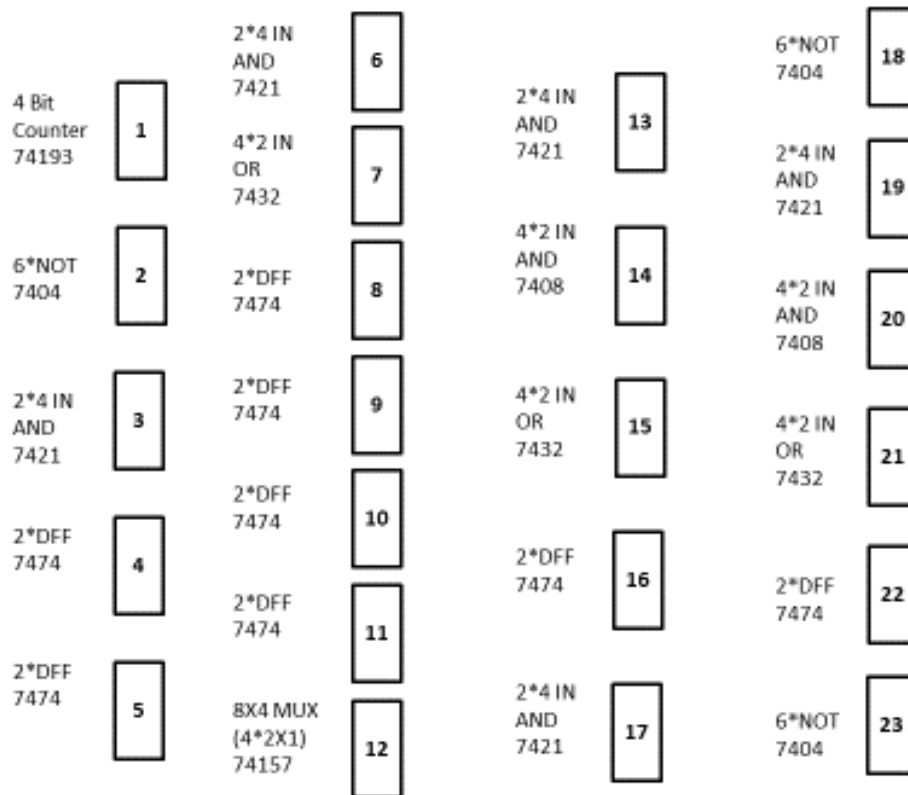 4 Bit
Counter
74193
1
6*NOT
7404
2
2*4 IN
AND
7421
3
2*DFF
7474
4
2*DFF
7474
5
2*4 IN
AND
7421
6
4*2 IN
OR
7432
7
2*DFF
7474
8
2*DFF
7474
9
2*DFF
7474
10
2*DFF
7474
11
8X4 MUX
(4*2X1)
74157
12
2*4 IN
AND
7421
13
4*2 IN
AND
7408
14
4*2 IN
OR
7432
15
2*DFF
7474
16
2*4 IN
AND
7421
17
6*NOT
7404
18
2*4 IN
AND
7421
19
4*2 IN
AND
7408
20
4*2 IN
OR
7432
21
2*DFF
7474
22
6*NOT
7404
23